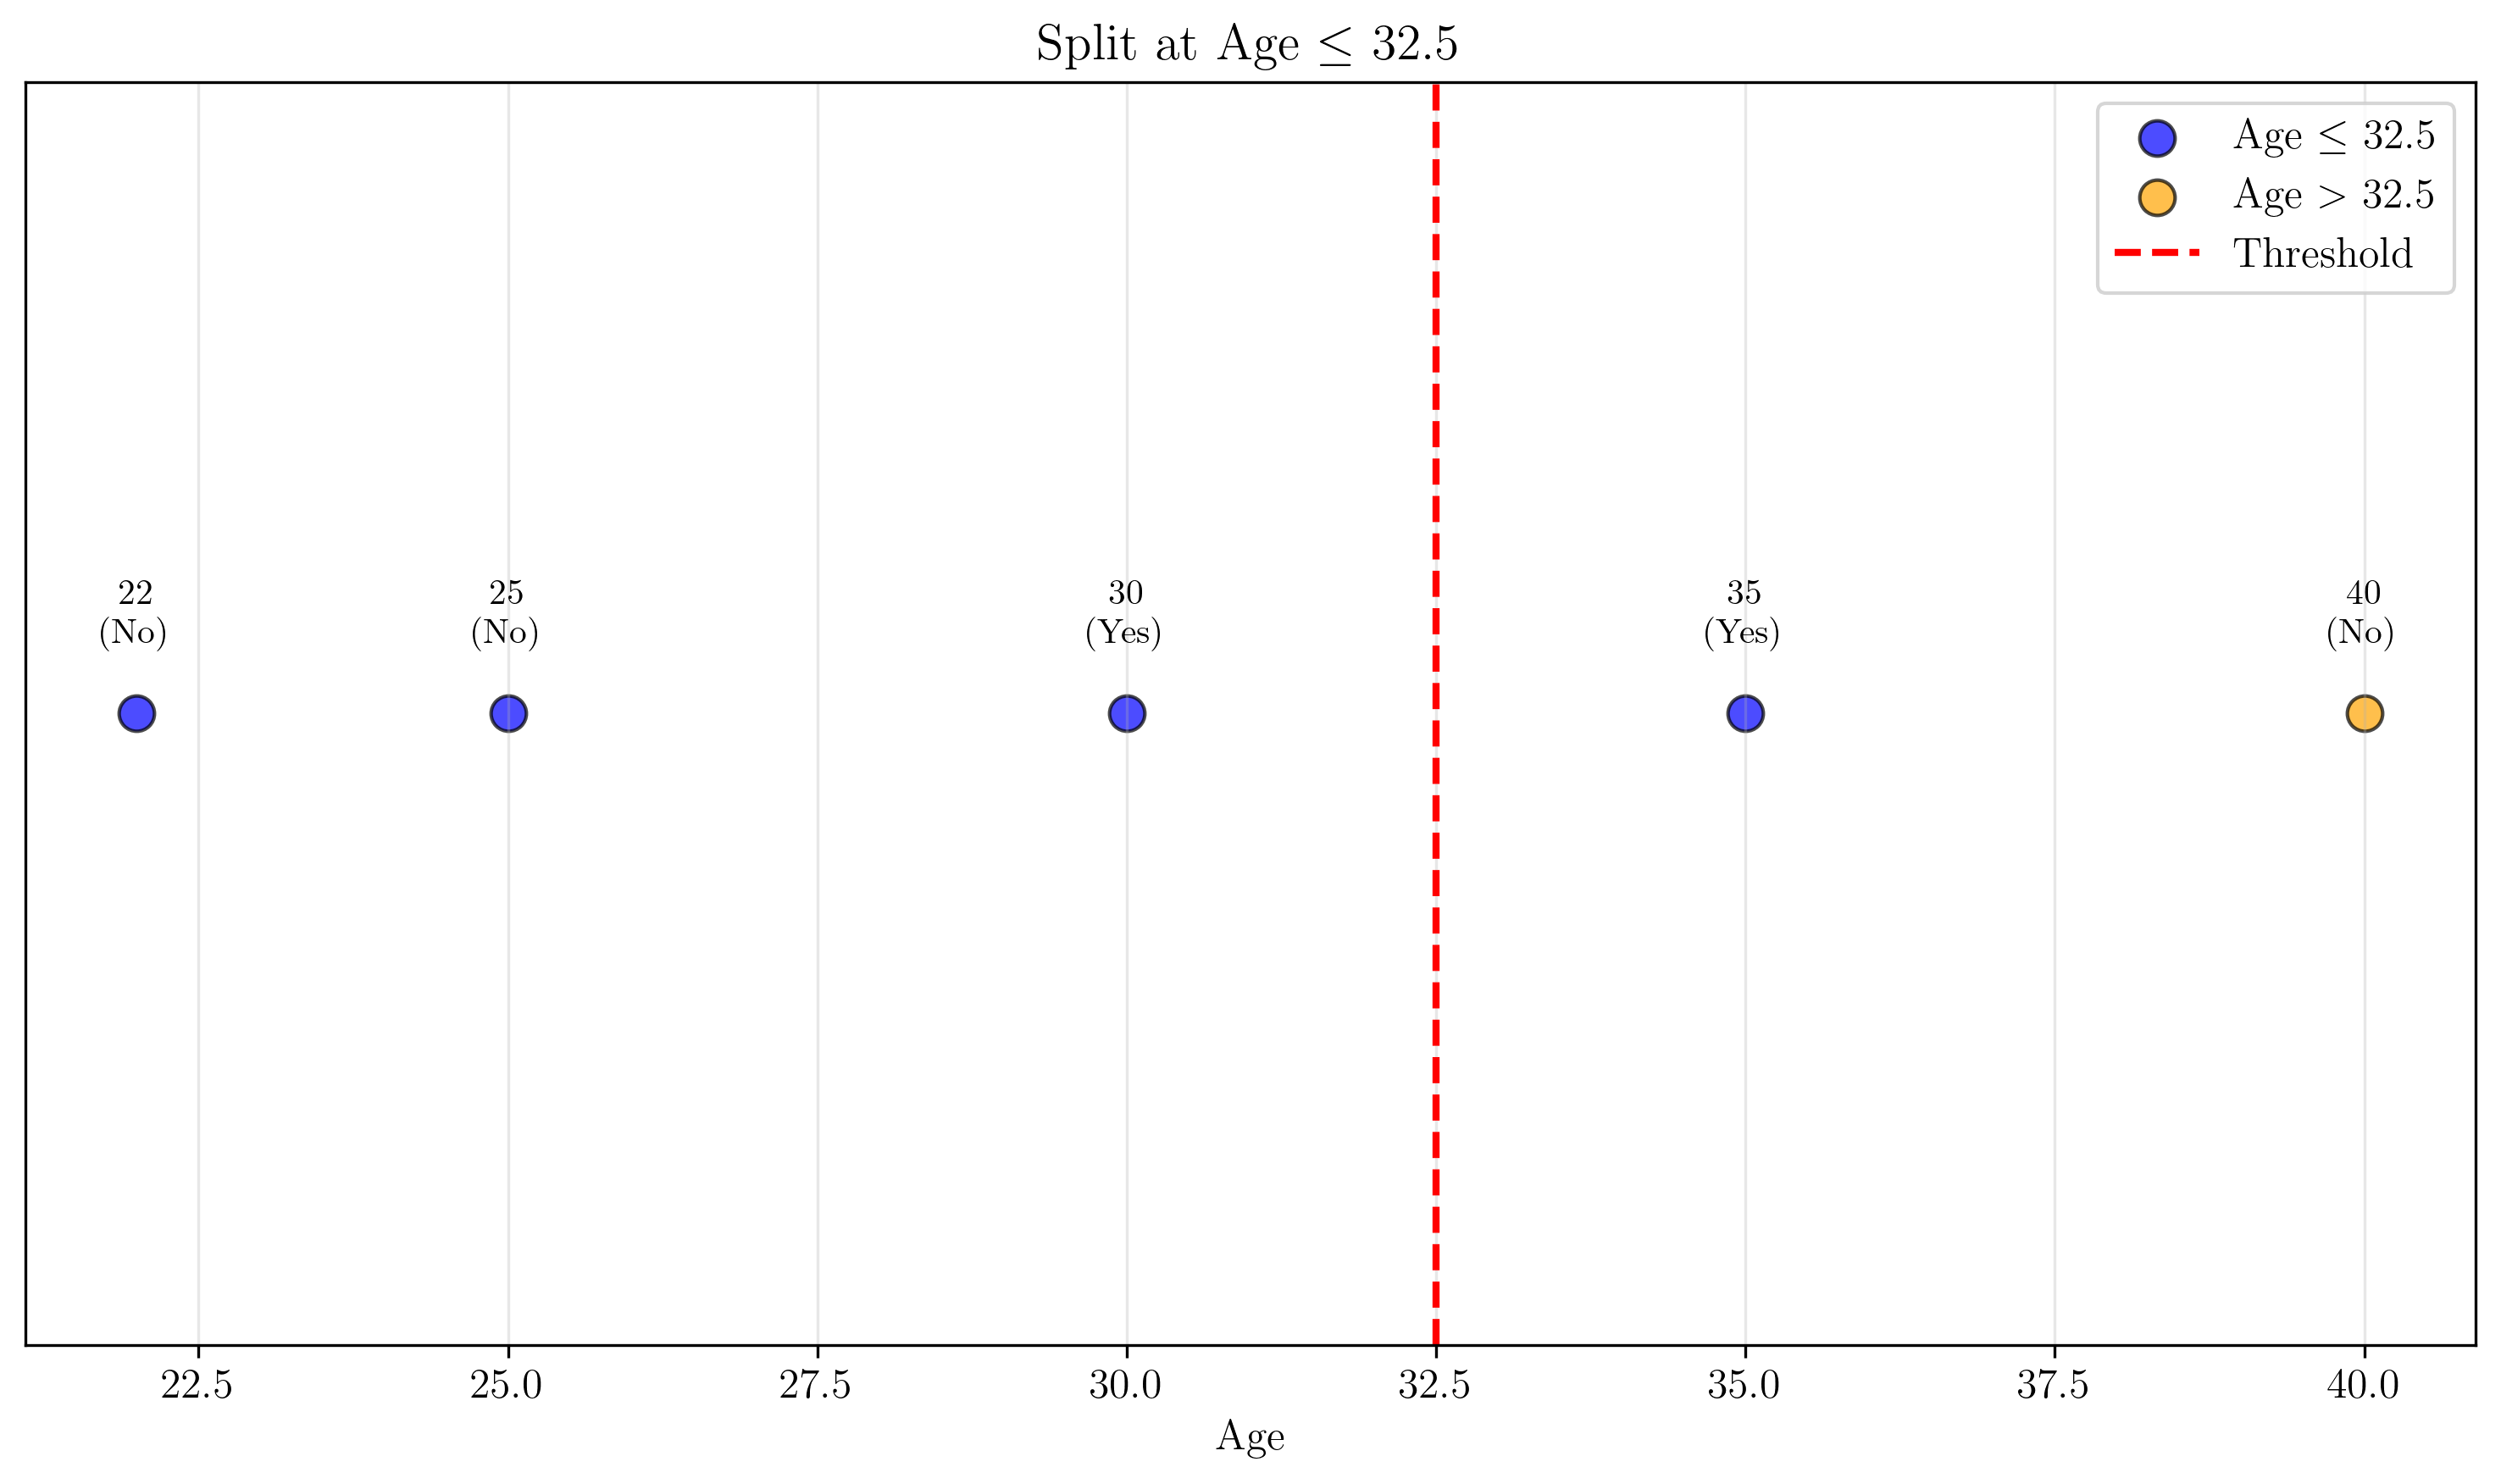 Split at Age ≤ 32.5
Age ≤ 32.5
Age > 32.5
Threshold
22
(No)
25
(No)
30
(Yes)
35
(Yes)
40
(No)
22.5
25.0
27.5
30.0
32.5
35.0
37.5
40.0
Age